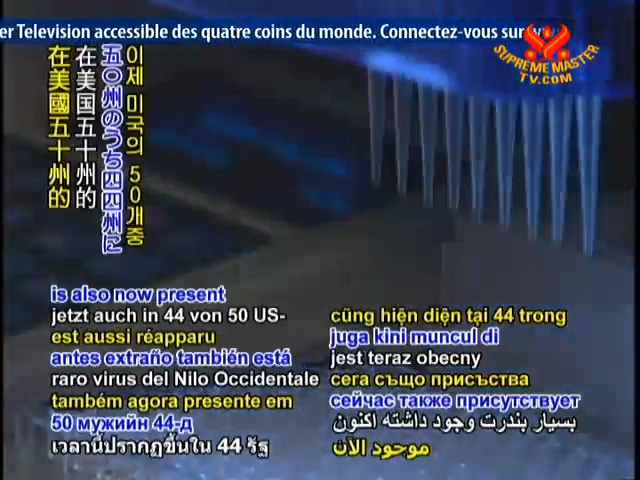 er Television accessible des quatre coins du monde. Connectez-vous sur
SUPREME MASTER
TV.COM
이제 미국의 50개중
五〇州のうち四四州に
在美国五十州的
在美國五十州的
is also now present
jetzt auch in 44 von 50 US-
est aussi réapparu
antes extraño también está
raro virus del Nilo Occidentale
também agora presente em
50 мужийн 44-д
เวลานี้ปรากฏขึ้นใน 44 รัฐ
cũng hiện diện tại 44 trong
juga kini muncul di
jest teraz obecny
сега също присъства
сейчас также присутствует
بسیار بندرت وجود داشته اکنون
موجود الآن